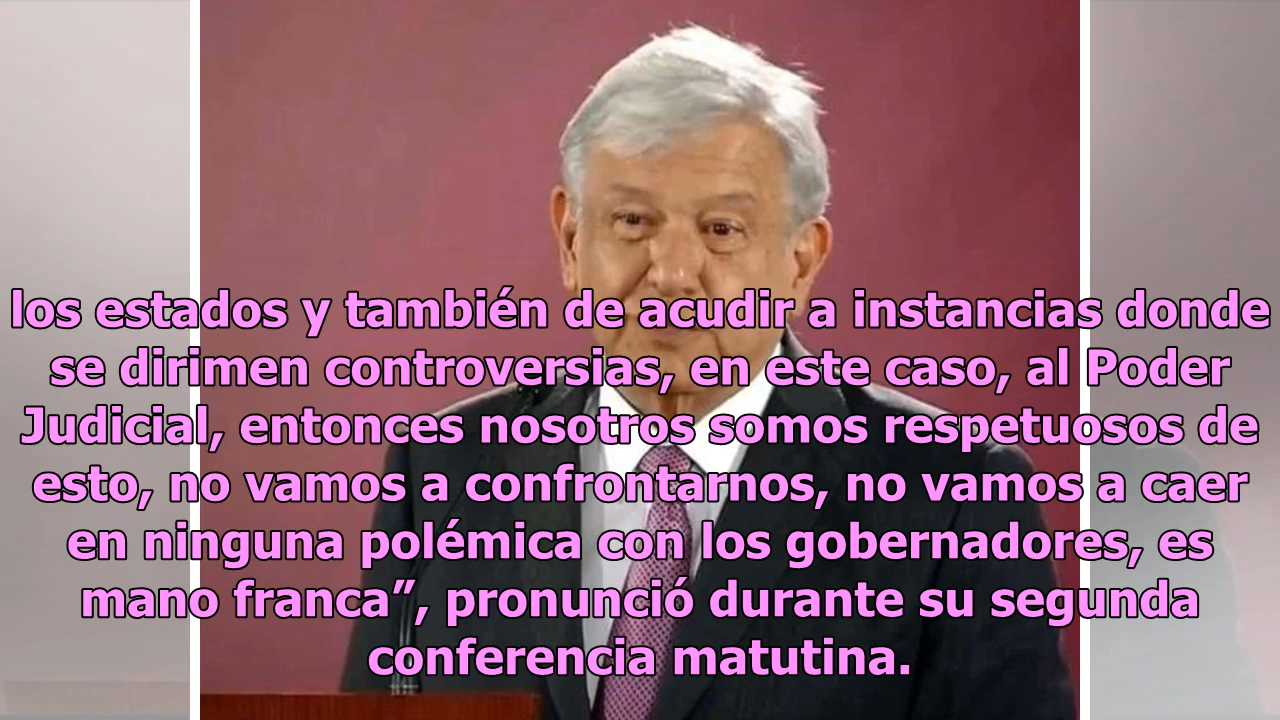 los estados y también de acudir a instancias donde
se dirimen controversias, en este caso, al Poder
Judicial, entonces nosotros somos respetuosos de
esto, no vamos a confrontarnos, no vamos a caer
en ninguna polémica con los gobernadores, es
mano franca”, pronunció durante su segunda
conferencia matutina.